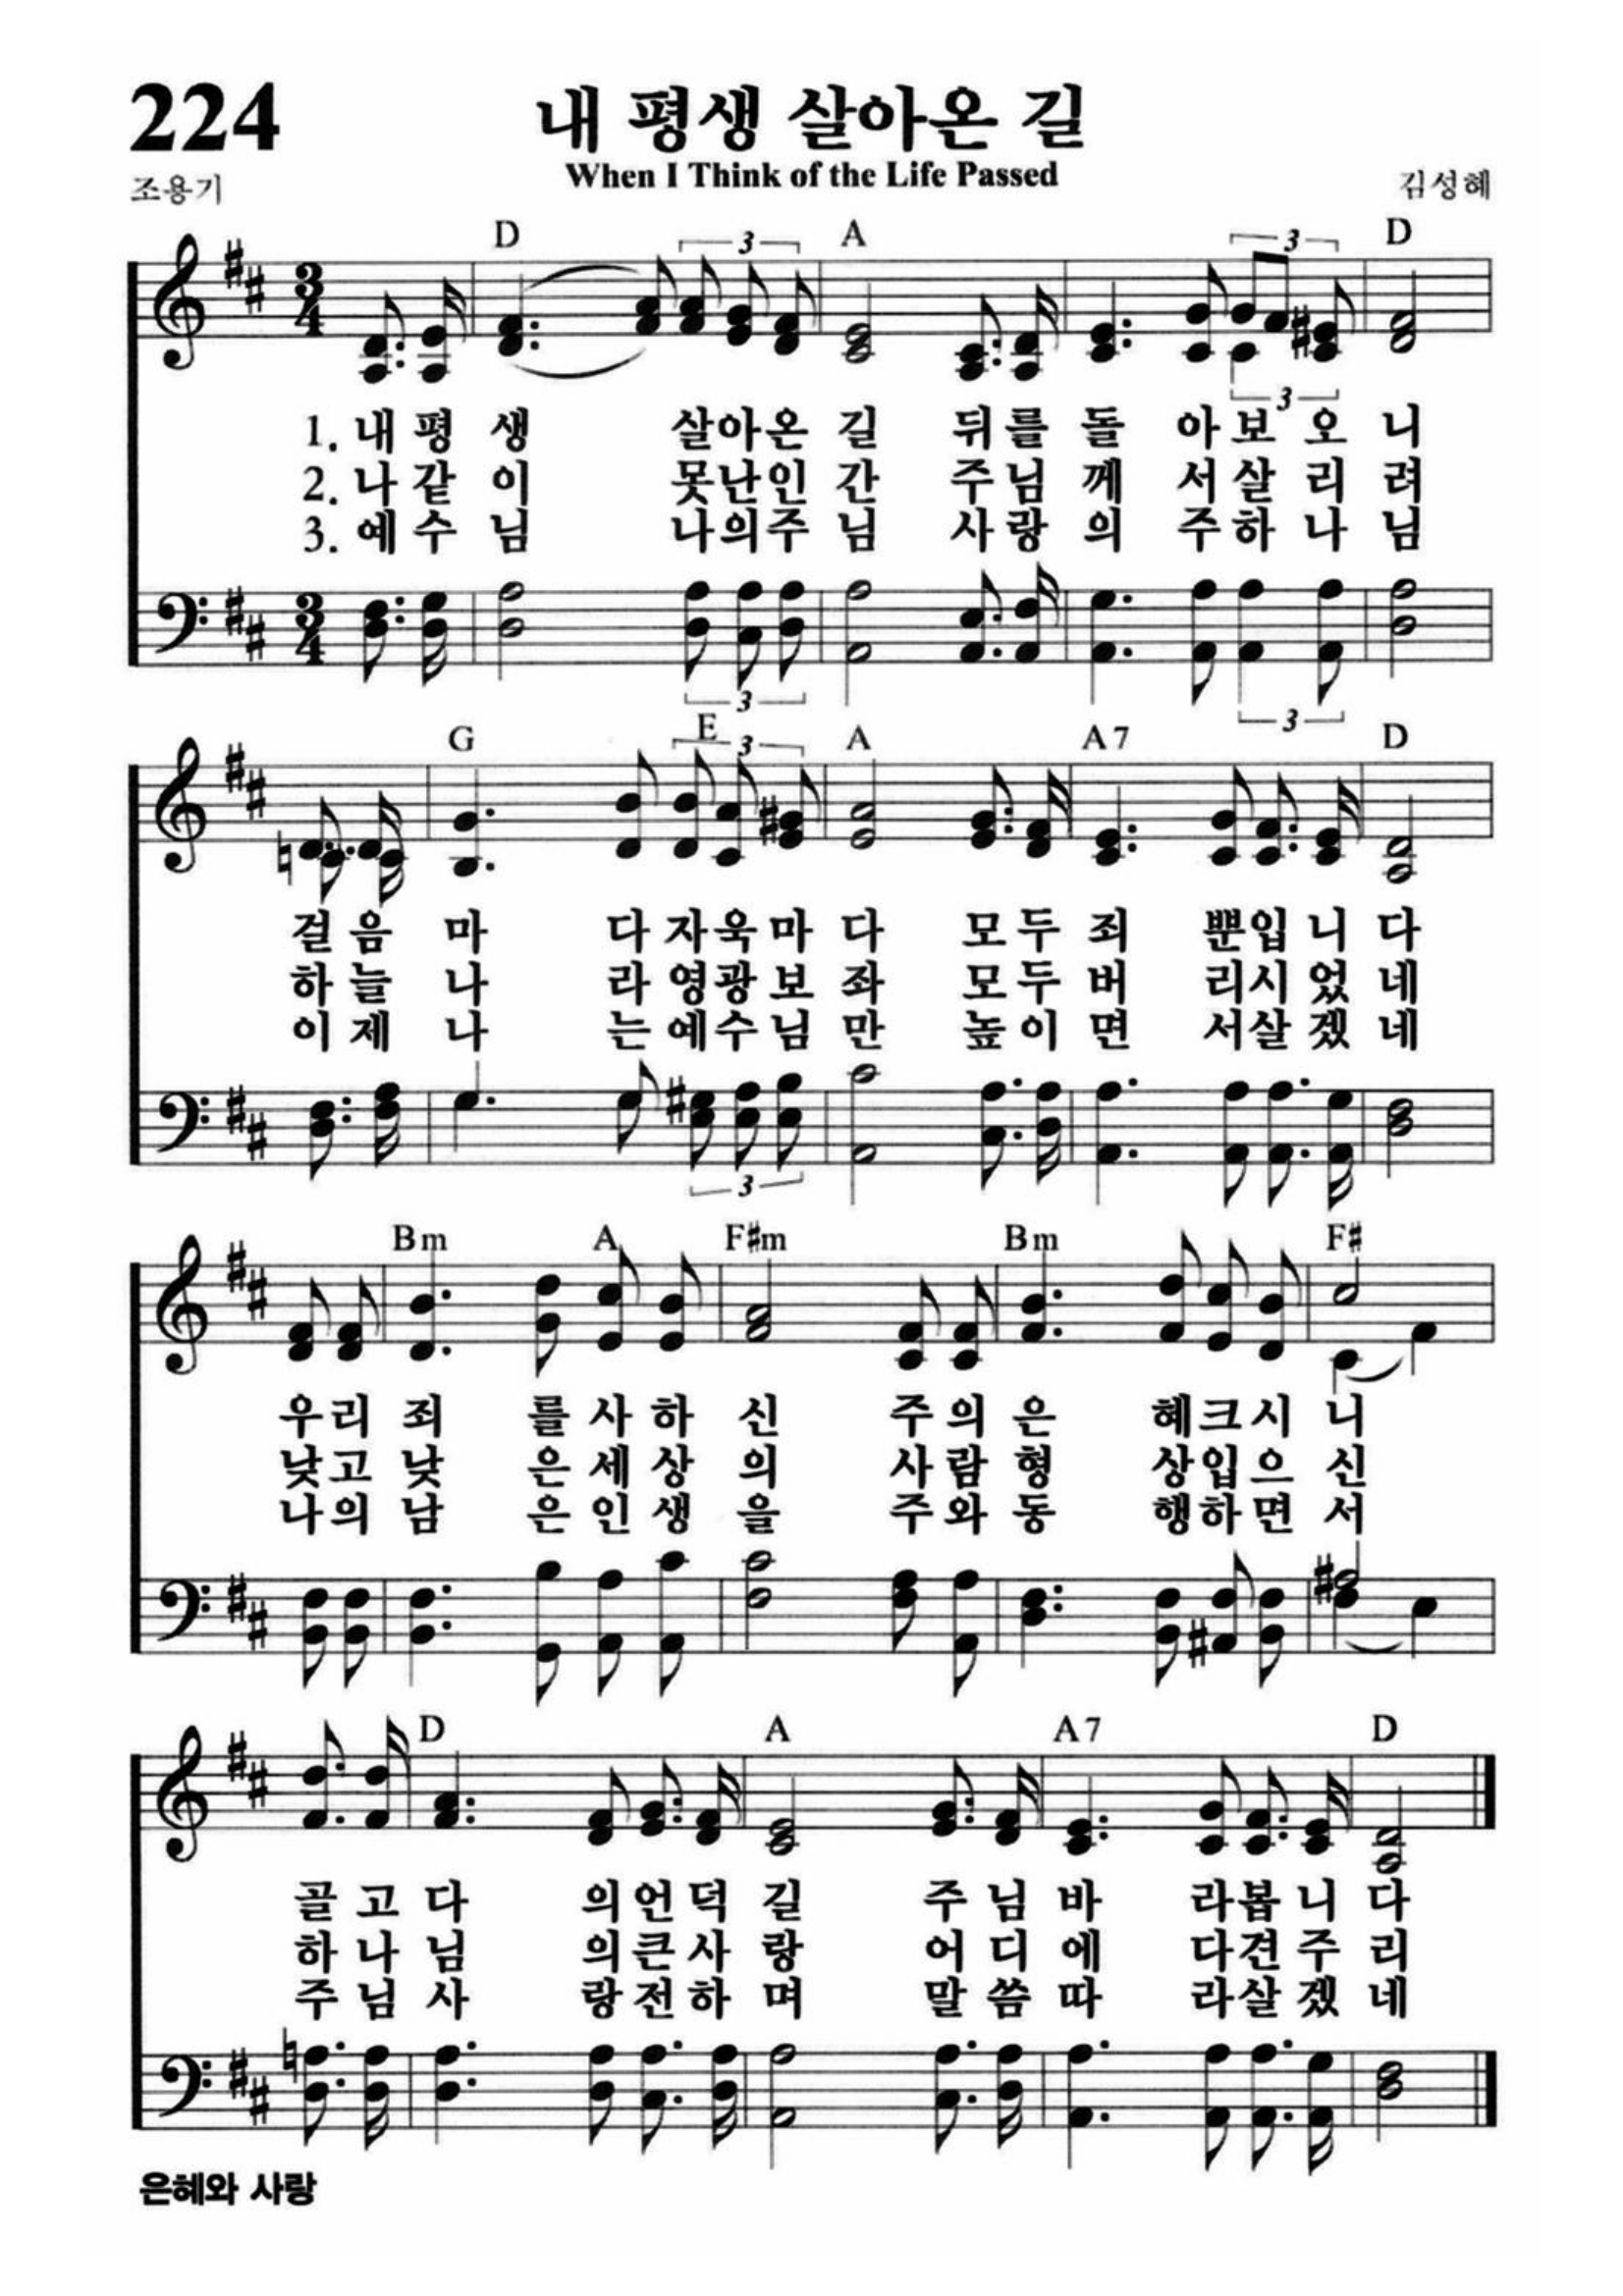 224
내 평생 살아온 길
When I Think of the Life Passed
조용기
김성혜
D 3 A 3 D
3
1. 내 평 생 살아온 길 뒤를 돌 아보 오 니
2. 나 같 이 못난인 간 주님 께 서살 리 려
3. 예 수 님 나의주 님 사랑 의 주하 나 님
3 3
G E 3 A A7 D
걸 음 마 다 자욱마 다 모두 죄 뿐입 니 다
하 늘 나 라 영광보 좌 모두 버 리시 었 네
이 제 나 는 예수님 만 높이 면 서살 겠 네
3
Bm A F#m Bm F#
우리 죄 를 사 하 신 주의 은 혜크시 니
낮고 낮 은 세 상 의 사람 형 상입으 신
나의 남 은 인 생 을 주와 동 행하면 서
D A A7 D
골 고 다 의언덕 길 주 님 바 라봅 니 다
하 나 님 의큰사 랑 어 디 에 다견 주 리
주 님 사 랑전하 며 말 씀 따 라살 겠 네
은혜와 사랑